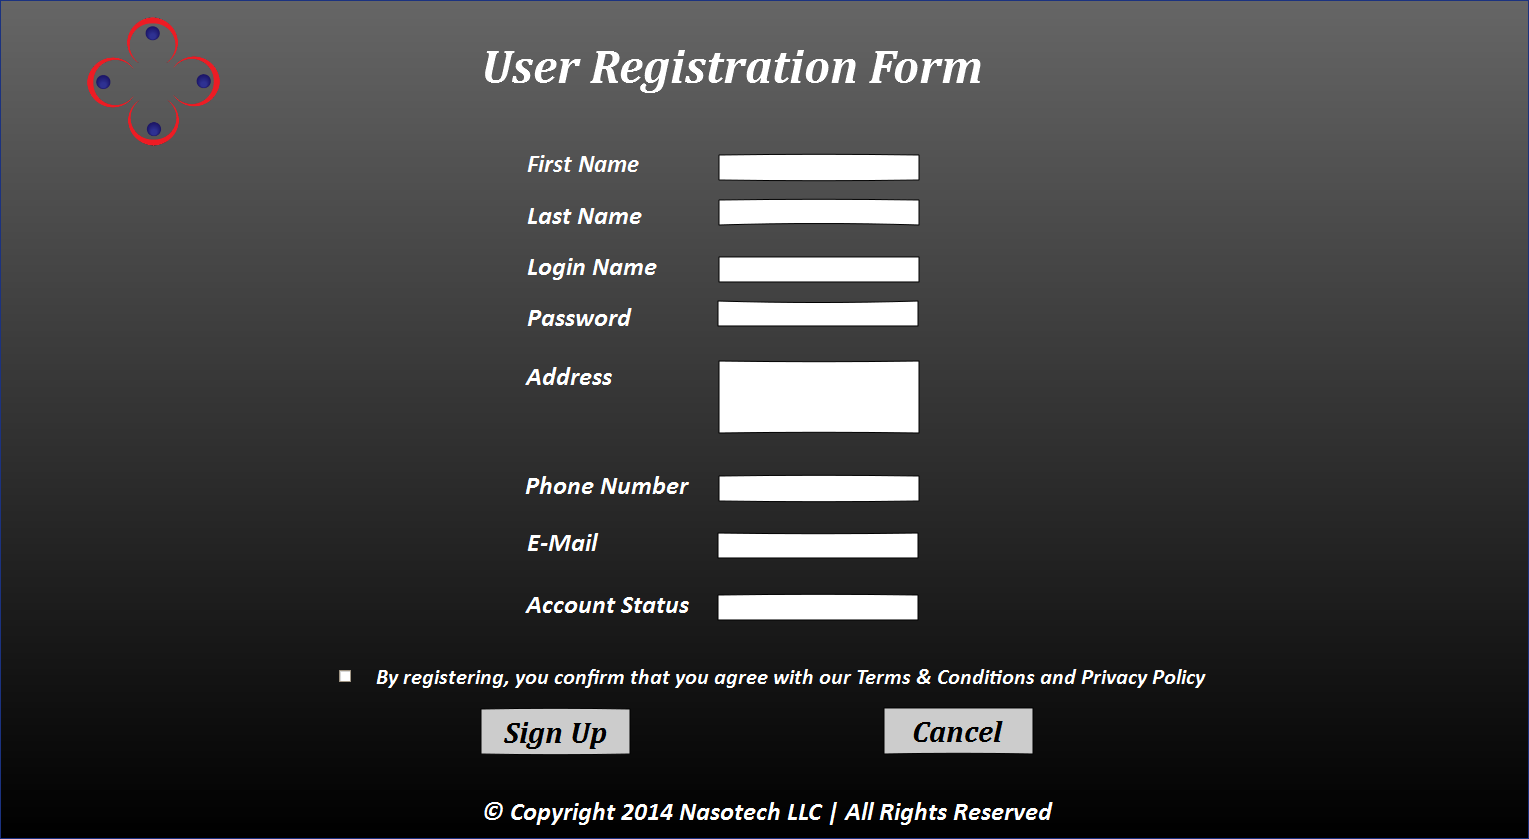 User Registration Form
First Name
Last Name
Login Name
Password
Address
Phone Number
E-Mail
Account Status
By registering, you confirm that you agree with our Terms & Conditions and Privacy Policy
Sign Up
Cancel
© Copyright 2014 Nasotech LLC | All Rights Reserved